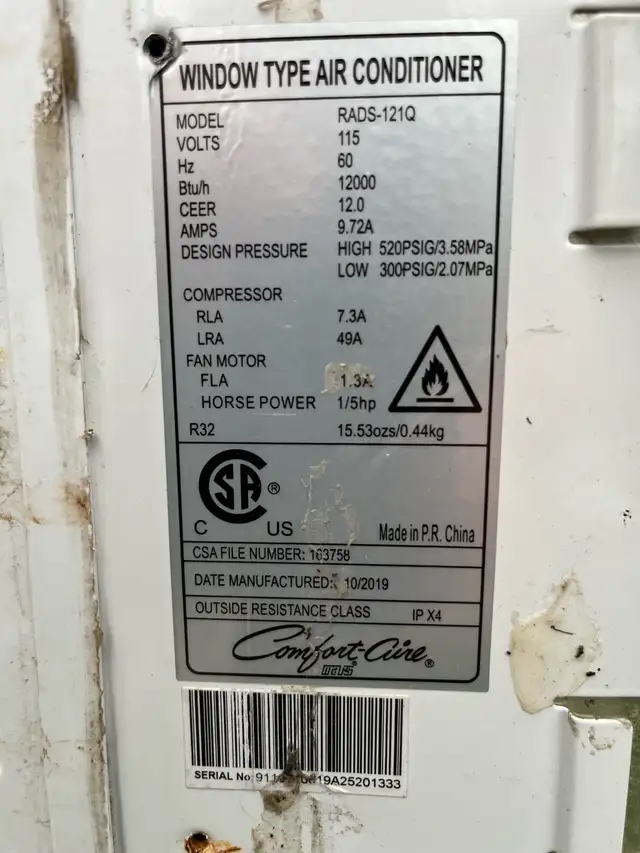 WINDOW TYPE AIR CONDITIONER
MODEL RADS-121Q
VOLTS 115
Hz 60
Btu/h 12000
CEER 12.0
AMPS 9.72A
DESIGN PRESSURE HIGH 520PSIG/3.58MPa
LOW 300PSIG/2.07MPa
COMPRESSOR
RLA 7.3A
LRA 49A
FAN MOTOR
FLA 1.3A
HORSE POWER 1/5hp
R32 15.53ozs/0.44kg
CSA ®
C US Made in P.R. China
CSA FILE NUMBER: 163758
DATE MANUFACTURED: 10/2019
OUTSIDE RESISTANCE CLASS IP X4
Comfort-Aire®
SERIAL No